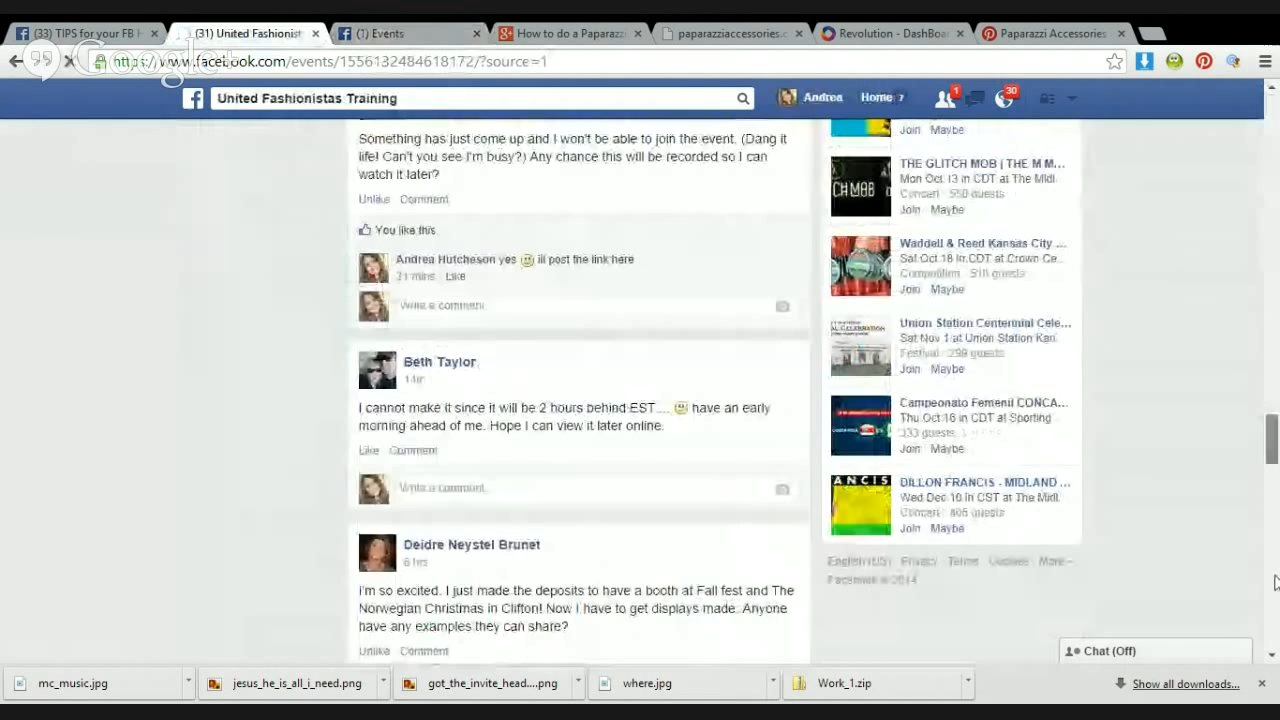 (33) TIPS for your FB H
(31) United Fashionist
(1) Events
How to do a Paparaz
paparazziaccessories.c
Revolution - DashBoa
Paparazzi Accessories
Google+
https://www.facebook.com/events/1556132484618172/?source=1
United Fashionistas Training
Andrea
Home 7
1
30
Something has just come up and I won't be able to join the event. (Dang it
life! Can't you see I'm busy?) Any chance this will be recorded so I can
watch it later?
Unlike Comment
You like this.
Andrea Hutcheson yes ill post the link here
21 mins Like
Write a comment
Beth Taylor
I cannot make it since it will be 2 hours behind EST.... have an early
morning ahead of me. Hope I can view it later online.
Like Comment
Write a comment.
Deidre Neystel Brunet
6 hrs
I'm so excited. I just made the deposits to have a booth at Fall fest and The
Norwegian Christmas in Clifton! Now I have to get displays made. Anyone
have any examples they can share?
Unlike Comment
Join Maybe
THE GLITCH MOB | THE M M...
Mon Oct 13 in CDT at The Midl
Concert · 550 guests
Join Maybe
Waddell & Reed Kansas City ...
Sat Oct 18 in CDT at Crown Ce...
Competition
Join Maybe
Union Station Centennial Cele...
Sat Nov 1 at Union Station Kan
Festival · 299 guests
Join Maybe
Campeonato Femenil CONCA...
Thu Oct 16 in CDT at Sporting
333 guests
Join Maybe
ANCIS
DILLON FRANCIS - MIDLAND ...
Wed Dec 10 in CST at The Midl
Concert
Join Maybe
English (US) Privacy Terms Cookies More
Facebook © 2014
Chat (Off)
mc_music.jpg
jesus_he_is_all_i_need.png
got_the_invite_head....png
where.jpg
Work_1.zip
Show all downloads...